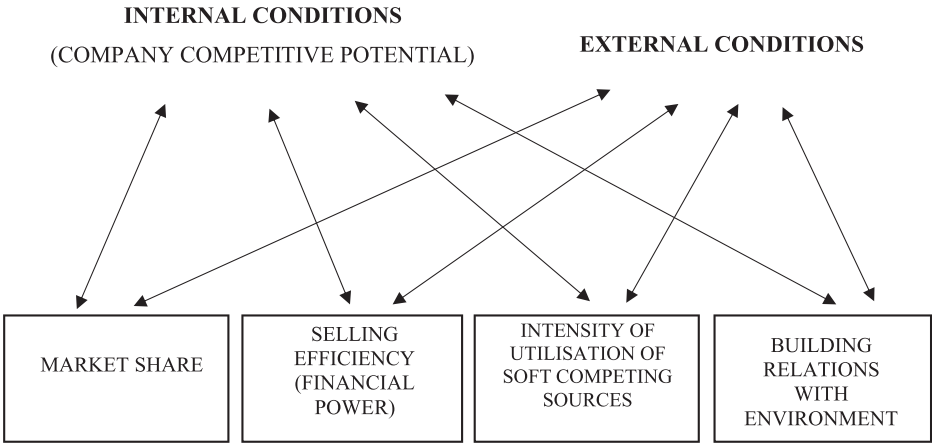 INTERNAL CONDITIONS
(COMPANY COMPETITIVE POTENTIAL)
EXTERNAL CONDITIONS
MARKET SHARE
SELLING
EFFICIENCY
(FINANCIAL
POWER)
INTENSITY OF
UTILISATION OF
SOFT COMPETING
SOURCES
BUILDING
RELATIONS
WITH
ENVIRONMENT